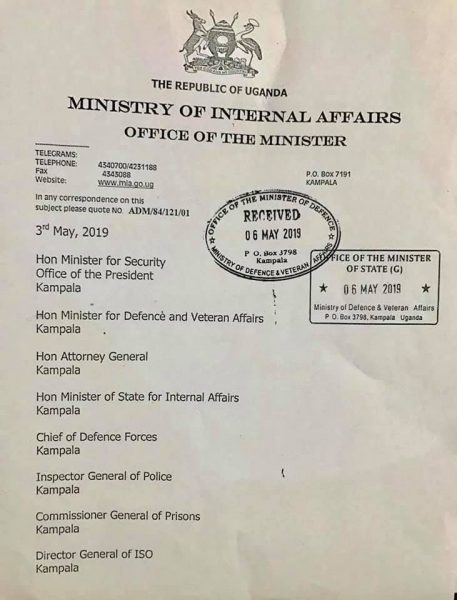 THE REPUBLIC OF UGANDA
MINISTRY OF INTERNAL AFFAIRS
OFFICE OF THE MINISTER
TELEGRAMS:
TELEPHONE: 4340700/4231188
Fax 4343088
Website: www.mia.go.ug
P.O. Box 7191
KAMPALA
In any correspondence on this
subject please quote NO. ADM/84/121/01
OFFICE OF THE MINISTER OF DEFENCE
RECEIVED
06 MAY 2019
P O. Box 3798
Kampala
MINISTRY OF DEFENCE & VETERAN AFFAIRS
OFFICE OF THE MINISTER
OF STATE (G)
★ 06 MAY 2019 ★
Ministry of Defence & Veteran Affairs
P O. Box 3798, Kampala Uganda
3rd May, 2019
Hon Minister for Security
Office of the President
Kampala
Hon Minister for Defence and Veteran Affairs
Kampala
Hon Attorney General
Kampala
Hon Minister of State for Internal Affairs
Kampala
Chief of Defence Forces
Kampala
Inspector General of Police
Kampala
Commissioner General of Prisons
Kampala
Director General of ISO
Kampala